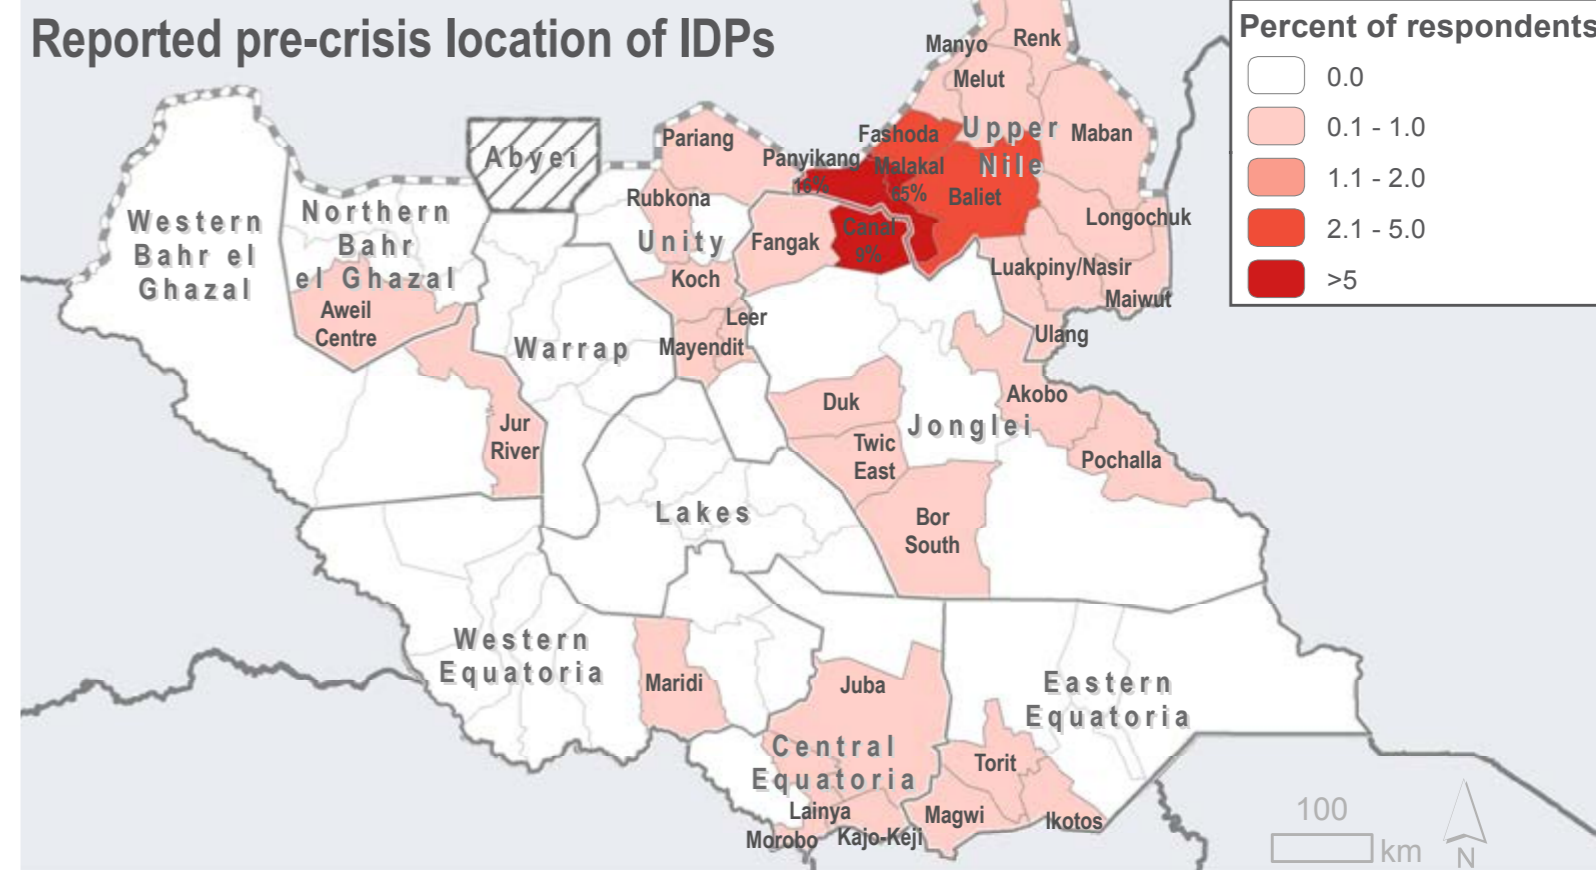 Reported pre-crisis location of IDPs
Percent of respondents
0.0
0.1 - 1.0
1.1 - 2.0
2.1 - 5.0
>5
Manyo
Renk
Melut
Fashoda
Upper
Nile
Maban
Pariang
Panyikang
16%
Malakal
65%
Baliet
Abyei
Longochuk
Rubkona
Unity
Fangak
Canal
9%
Luakpiny/Nasir
Maiwut
Ulang
Western
Bahr el
Ghazal
Northern
Bahr
el Ghazal
Aweil
Centre
Koch
Leer
Mayendit
Warrap
Jur
River
Duk
Twic
East
Jonglei
Akobo
Pochalla
Lakes
Bor
South
Western
Equatoria
Maridi
Juba
Central
Equatoria
Eastern
Equatoria
Torit
Lainya
Morobo
Kajo-Keji
Magwi
Ikotos
100
km
N